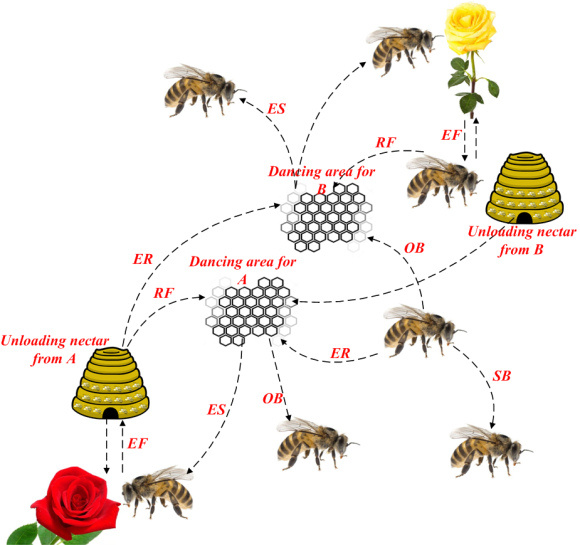 ES
RF
EF
Dancing area for
B
Unloading nectar
from B
ER
OB
Dancing area for
A
RF
Unloading nectar
from A
ER
SB
ES
OB
EF